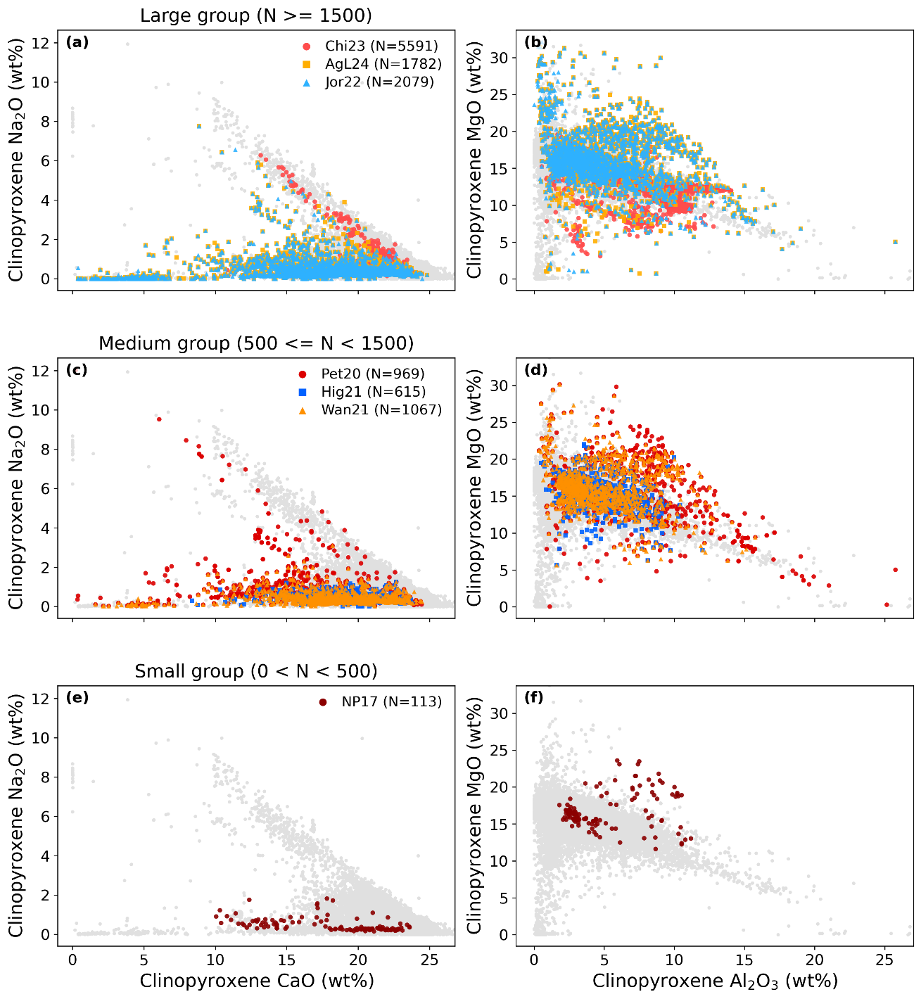 Large group (N >= 1500)
(a)
Chi23 (N=5591)
AgL24 (N=1782)
Jor22 (N=2079)
12
10
8
6
4
2
0
Clinopyroxene Na₂O (wt%)
(b)
30
25
20
15
10
5
0
Clinopyroxene MgO (wt%)
Medium group (500 <= N < 1500)
(c)
Pet20 (N=969)
Hig21 (N=615)
Wan21 (N=1067)
12
10
8
6
4
2
0
Clinopyroxene Na₂O (wt%)
(d)
30
25
20
15
10
5
0
Clinopyroxene MgO (wt%)
Small group (0 < N < 500)
(e)
NP17 (N=113)
12
10
8
6
4
2
0
Clinopyroxene Na₂O (wt%)
0 5 10 15 20 25
Clinopyroxene CaO (wt%)
(f)
30
25
20
15
10
5
0
Clinopyroxene MgO (wt%)
0 5 10 15 20 25
Clinopyroxene Al₂O₃ (wt%)